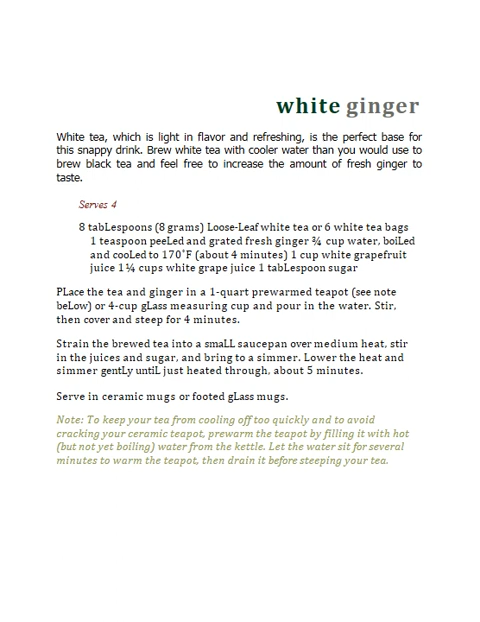 white ginger
White tea, which is light in flavor and refreshing, is the perfect base for
this snappy drink. Brew white tea with cooler water than you would use to
brew black tea and feel free to increase the amount of fresh ginger to
taste.
Serves 4
8 tabLespoons (8 grams) Loose-Leaf white tea or 6 white tea bags
1 teaspoon peeLed and grated fresh ginger ¾ cup water, boiLed
and cooLed to 170˚F (about 4 minutes) 1 cup white grapefruit
juice 1¼ cups white grape juice 1 tabLespoon sugar
PLace the tea and ginger in a 1-quart prewarmed teapot (see note
beLow) or 4-cup gLass measuring cup and pour in the water. Stir,
then cover and steep for 4 minutes.
Strain the brewed tea into a smaLL saucepan over medium heat, stir
in the juices and sugar, and bring to a simmer. Lower the heat and
simmer gentLy untiL just heated through, about 5 minutes.
Serve in ceramic mugs or footed gLass mugs.
Note: To keep your tea from cooling off too quickly and to avoid
cracking your ceramic teapot, prewarm the teapot by filling it with hot
(but not yet boiling) water from the kettle. Let the water sit for several
minutes to warm the teapot, then drain it before steeping your tea.